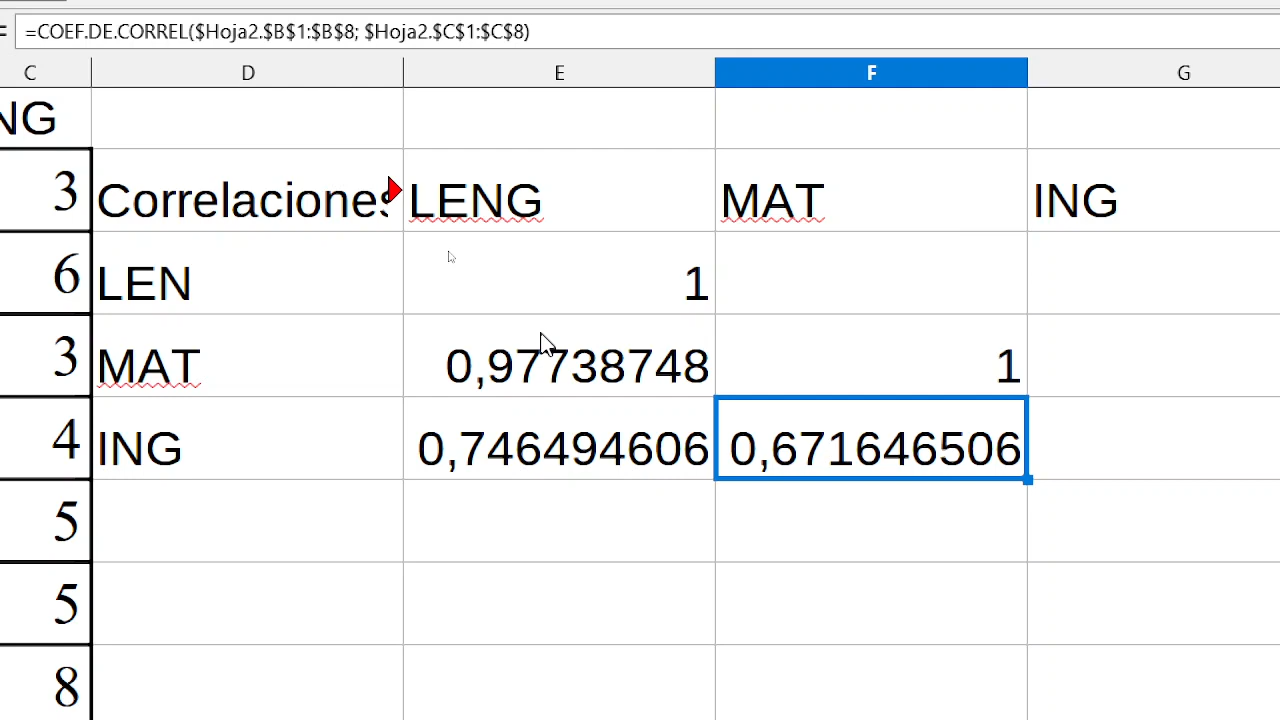 =COEF.DE.CORREL($Hoja2.$B$1:$B$8; $Hoja2.$C$1:$C$8)
C D E F G
NG
3 Correlaciones LENG MAT ING
6 LEN 1
3 MAT 0,97738748 1
4 ING 0,746494606 0,671646506
5
5
8